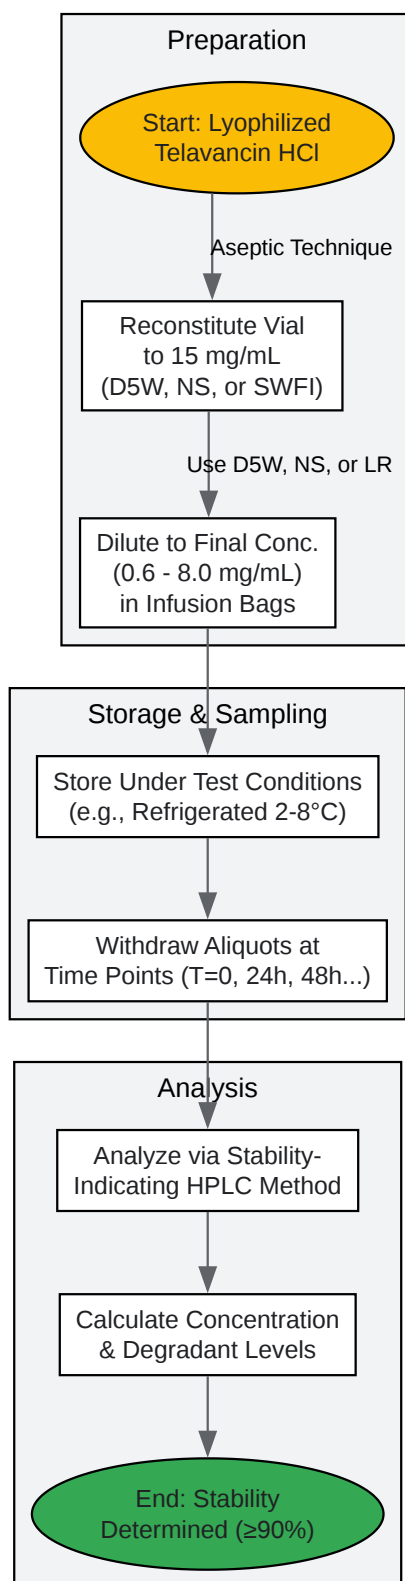 Preparation
Start: Lyophilized
Telavancin HCl
Aseptic Technique
Reconstitute Vial
to 15 mg/mL
(D5W, NS, or SWFI)
Use D5W, NS, or LR
Dilute to Final Conc.
(0.6 - 8.0 mg/mL)
in Infusion Bags
Storage & Sampling
Store Under Test Conditions
(e.g., Refrigerated 2-8°C)
Withdraw Aliquots at
Time Points (T=0, 24h, 48h...)
Analysis
Analyze via Stability-
Indicating HPLC Method
Calculate Concentration
& Degradant Levels
End: Stability
Determined (≥90%)